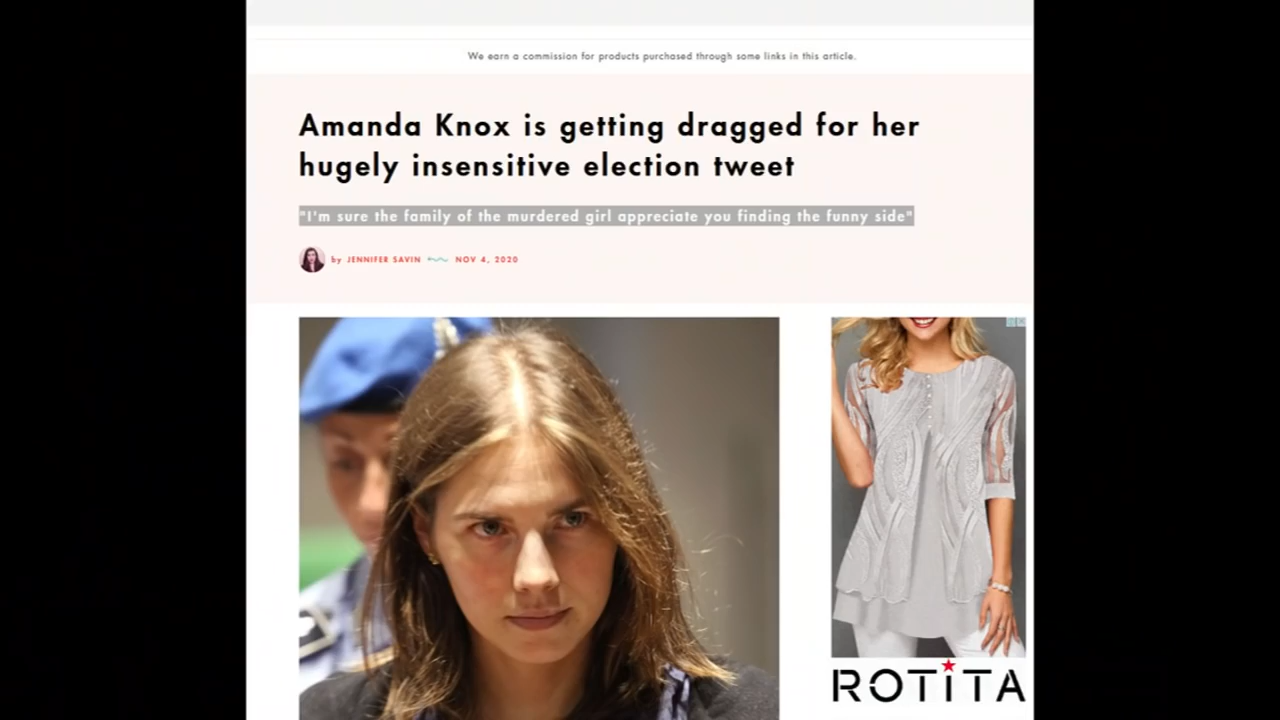 We earn a commission for products purchased through some links in this article.
Amanda Knox is getting dragged for her
hugely insensitive election tweet
"I'm sure the family of the murdered girl appreciate you finding the funny side"
by JENNIFER SAVIN NOV 4, 2020
ROTITA